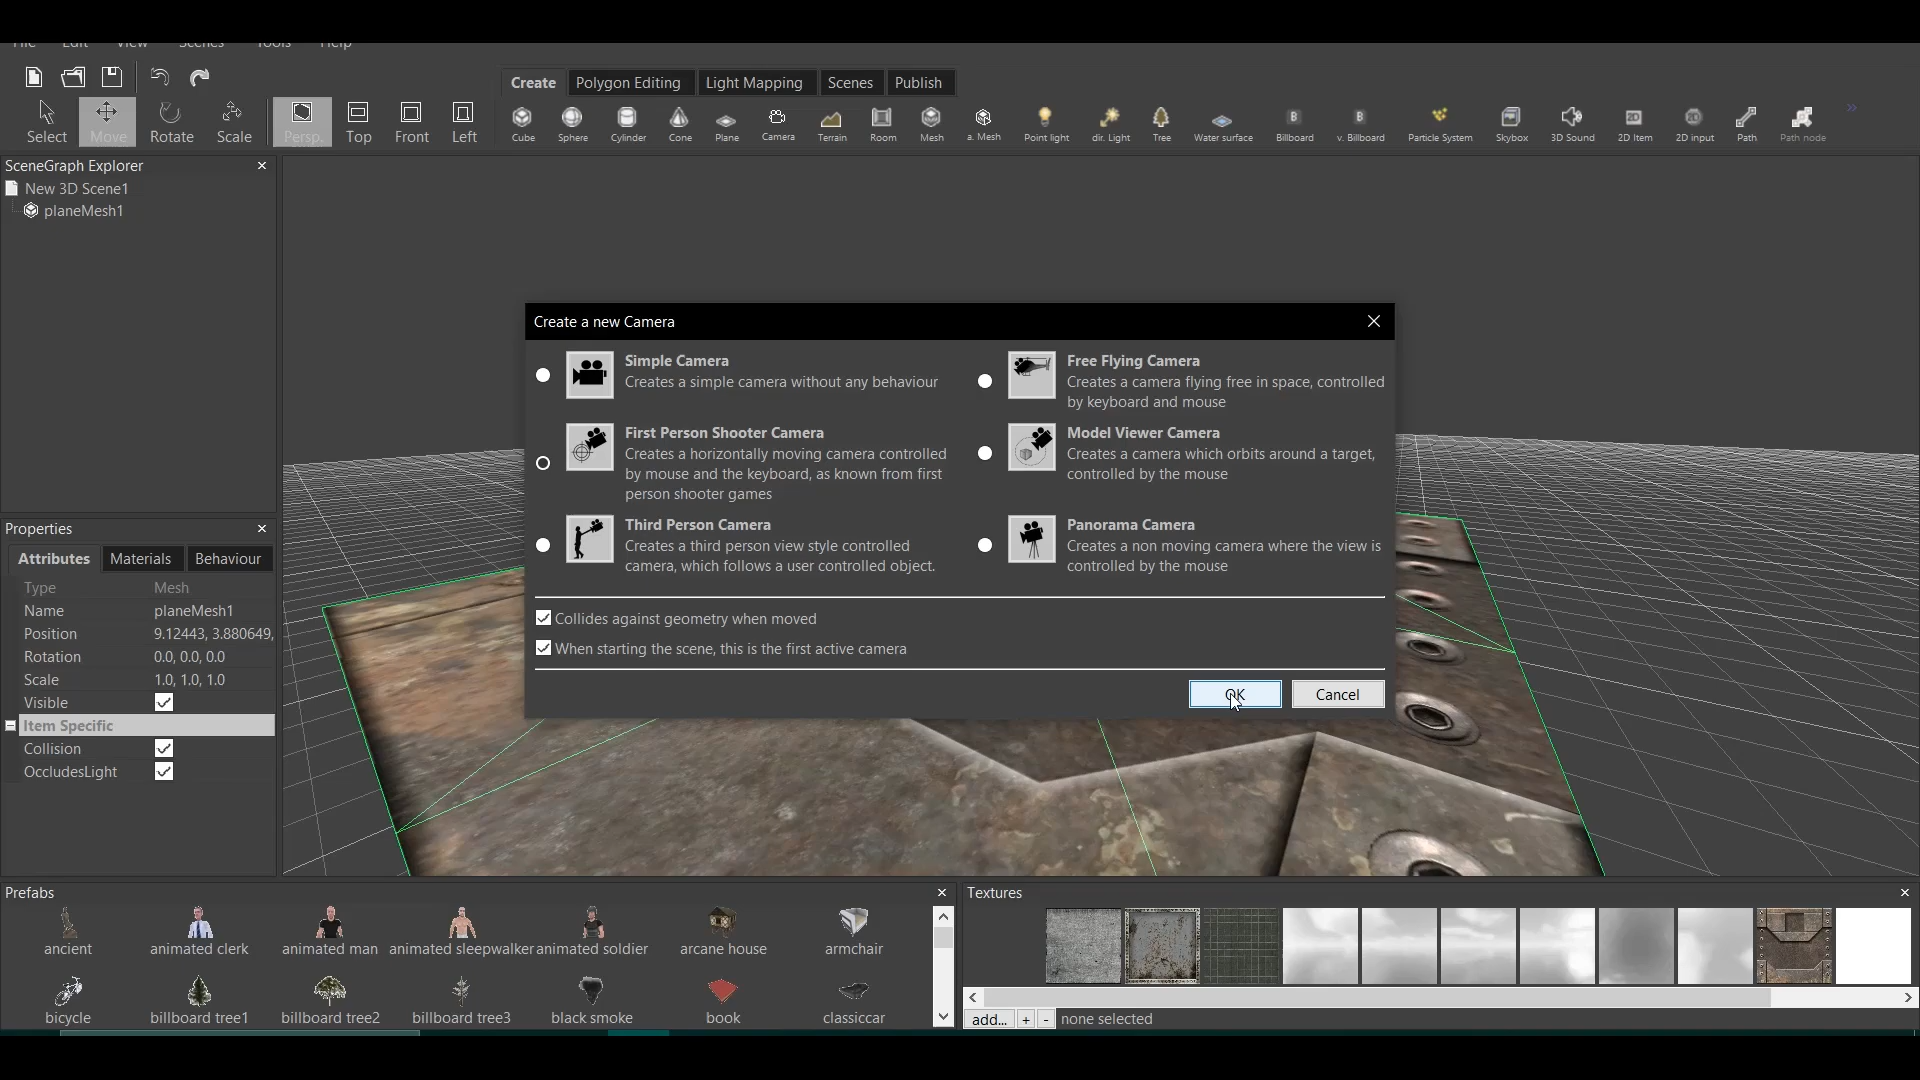 File Edit View Scenes Tools Help
Create Polygon Editing Light Mapping Scenes Publish
Select Move Rotate Scale Persp. Top Front Left
Cube Sphere Cylinder Cone Plane Camera Terrain Room Mesh a. Mesh Point light dir. Light Tree Water surface Billboard v. Billboard Particle System Skybox 3D Sound 2D Item 2D input Path Path node
SceneGraph Explorer
New 3D Scene1
planeMesh1
Create a new Camera
Simple Camera
Creates a simple camera without any behaviour
Free Flying Camera
Creates a camera flying free in space, controlled
by keyboard and mouse
First Person Shooter Camera
Creates a horizontally moving camera controlled
by mouse and the keyboard, as known from first
person shooter games
Model Viewer Camera
Creates a camera which orbits around a target,
controlled by the mouse
Third Person Camera
Creates a third person view style controlled
camera, which follows a user controlled object.
Panorama Camera
Creates a non moving camera where the view is
controlled by the mouse
Collides against geometry when moved
When starting the scene, this is the first active camera
OK Cancel
Properties
Attributes Materials Behaviour
Type Mesh
Name planeMesh1
Position 9.12443, 3.880649,
Rotation 0.0, 0.0, 0.0
Scale 1.0, 1.0, 1.0
Visible
Item Specific
Collision
OccludesLight
Prefabs
ancient animated clerk animated man animated sleepwalker animated soldier arcane house armchair
bicycle billboard tree1 billboard tree2 billboard tree3 black smoke book classiccar
Textures
add... + - none selected